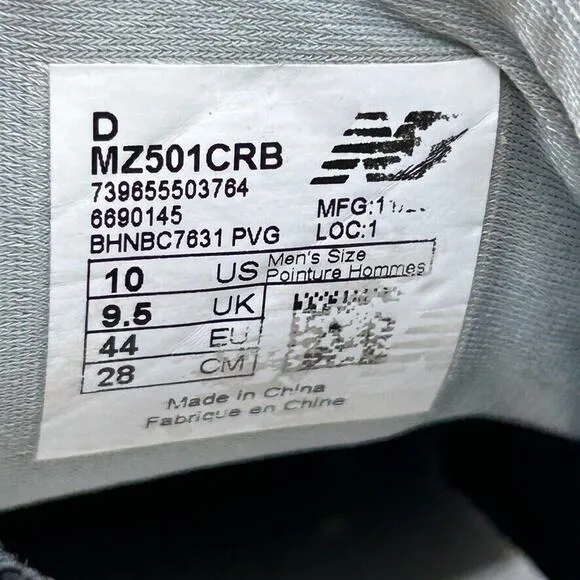 D
MZ501CRB
739655503764
6690145
BHNBC7631 PVG
MFG:1
LOC:1
10 US
9.5 UK
44 EU
28 CM
Men's Size
Pointure Hommes
Made in China
Fabrique en Chine